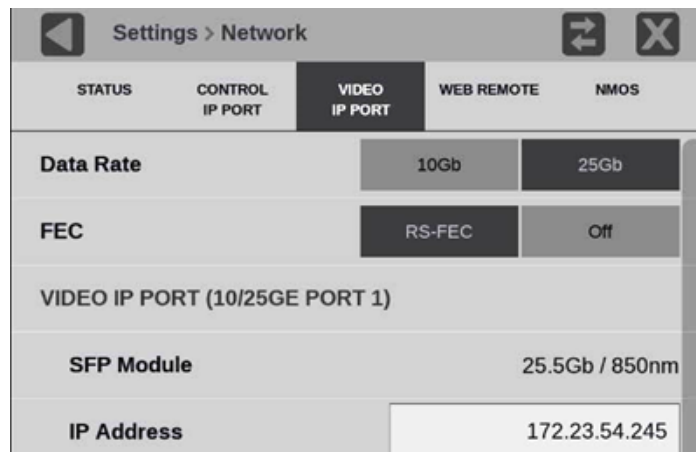 Settings > Network
STATUS
CONTROL
IP PORT
VIDEO
IP PORT
WEB REMOTE
NMOS
Data Rate
10Gb
25Gb
FEC
RS-FEC
Off
VIDEO IP PORT (10/25GE PORT 1)
SFP Module
25.5Gb / 850nm
IP Address
172.23.54.245